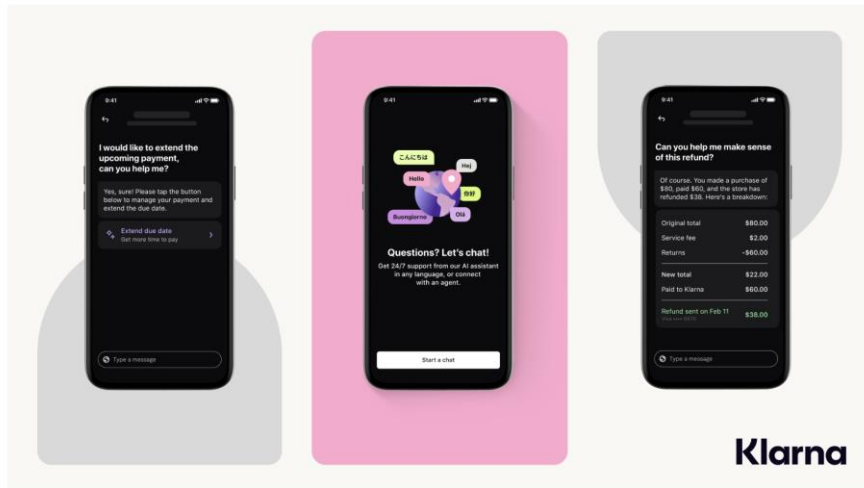 9:41
I would like to extend the
upcoming payment,
can you help me?
Yes, sure! Please tap the button
below to manage your payment and
extend the due date.
Extend due date
Get more time to pay
Type a message
9:41
こんにちは
Hej
Hello
你好
Buongiorno
Olá
Questions? Let's chat!
Get 24/7 support from our AI assistant
in any language, or connect
with an agent.
Start a chat
9:41
Can you help me make sense
of this refund?
Of course. You made a purchase of
$80, paid $60, and the store has
refunded $38. Here's a breakdown:
Original total $80.00
Service fee $2.00
Returns -$60.00
New total $22.00
Paid to Klarna $60.00
Refund sent on Feb 11 $38.00
Type a message
Klarna